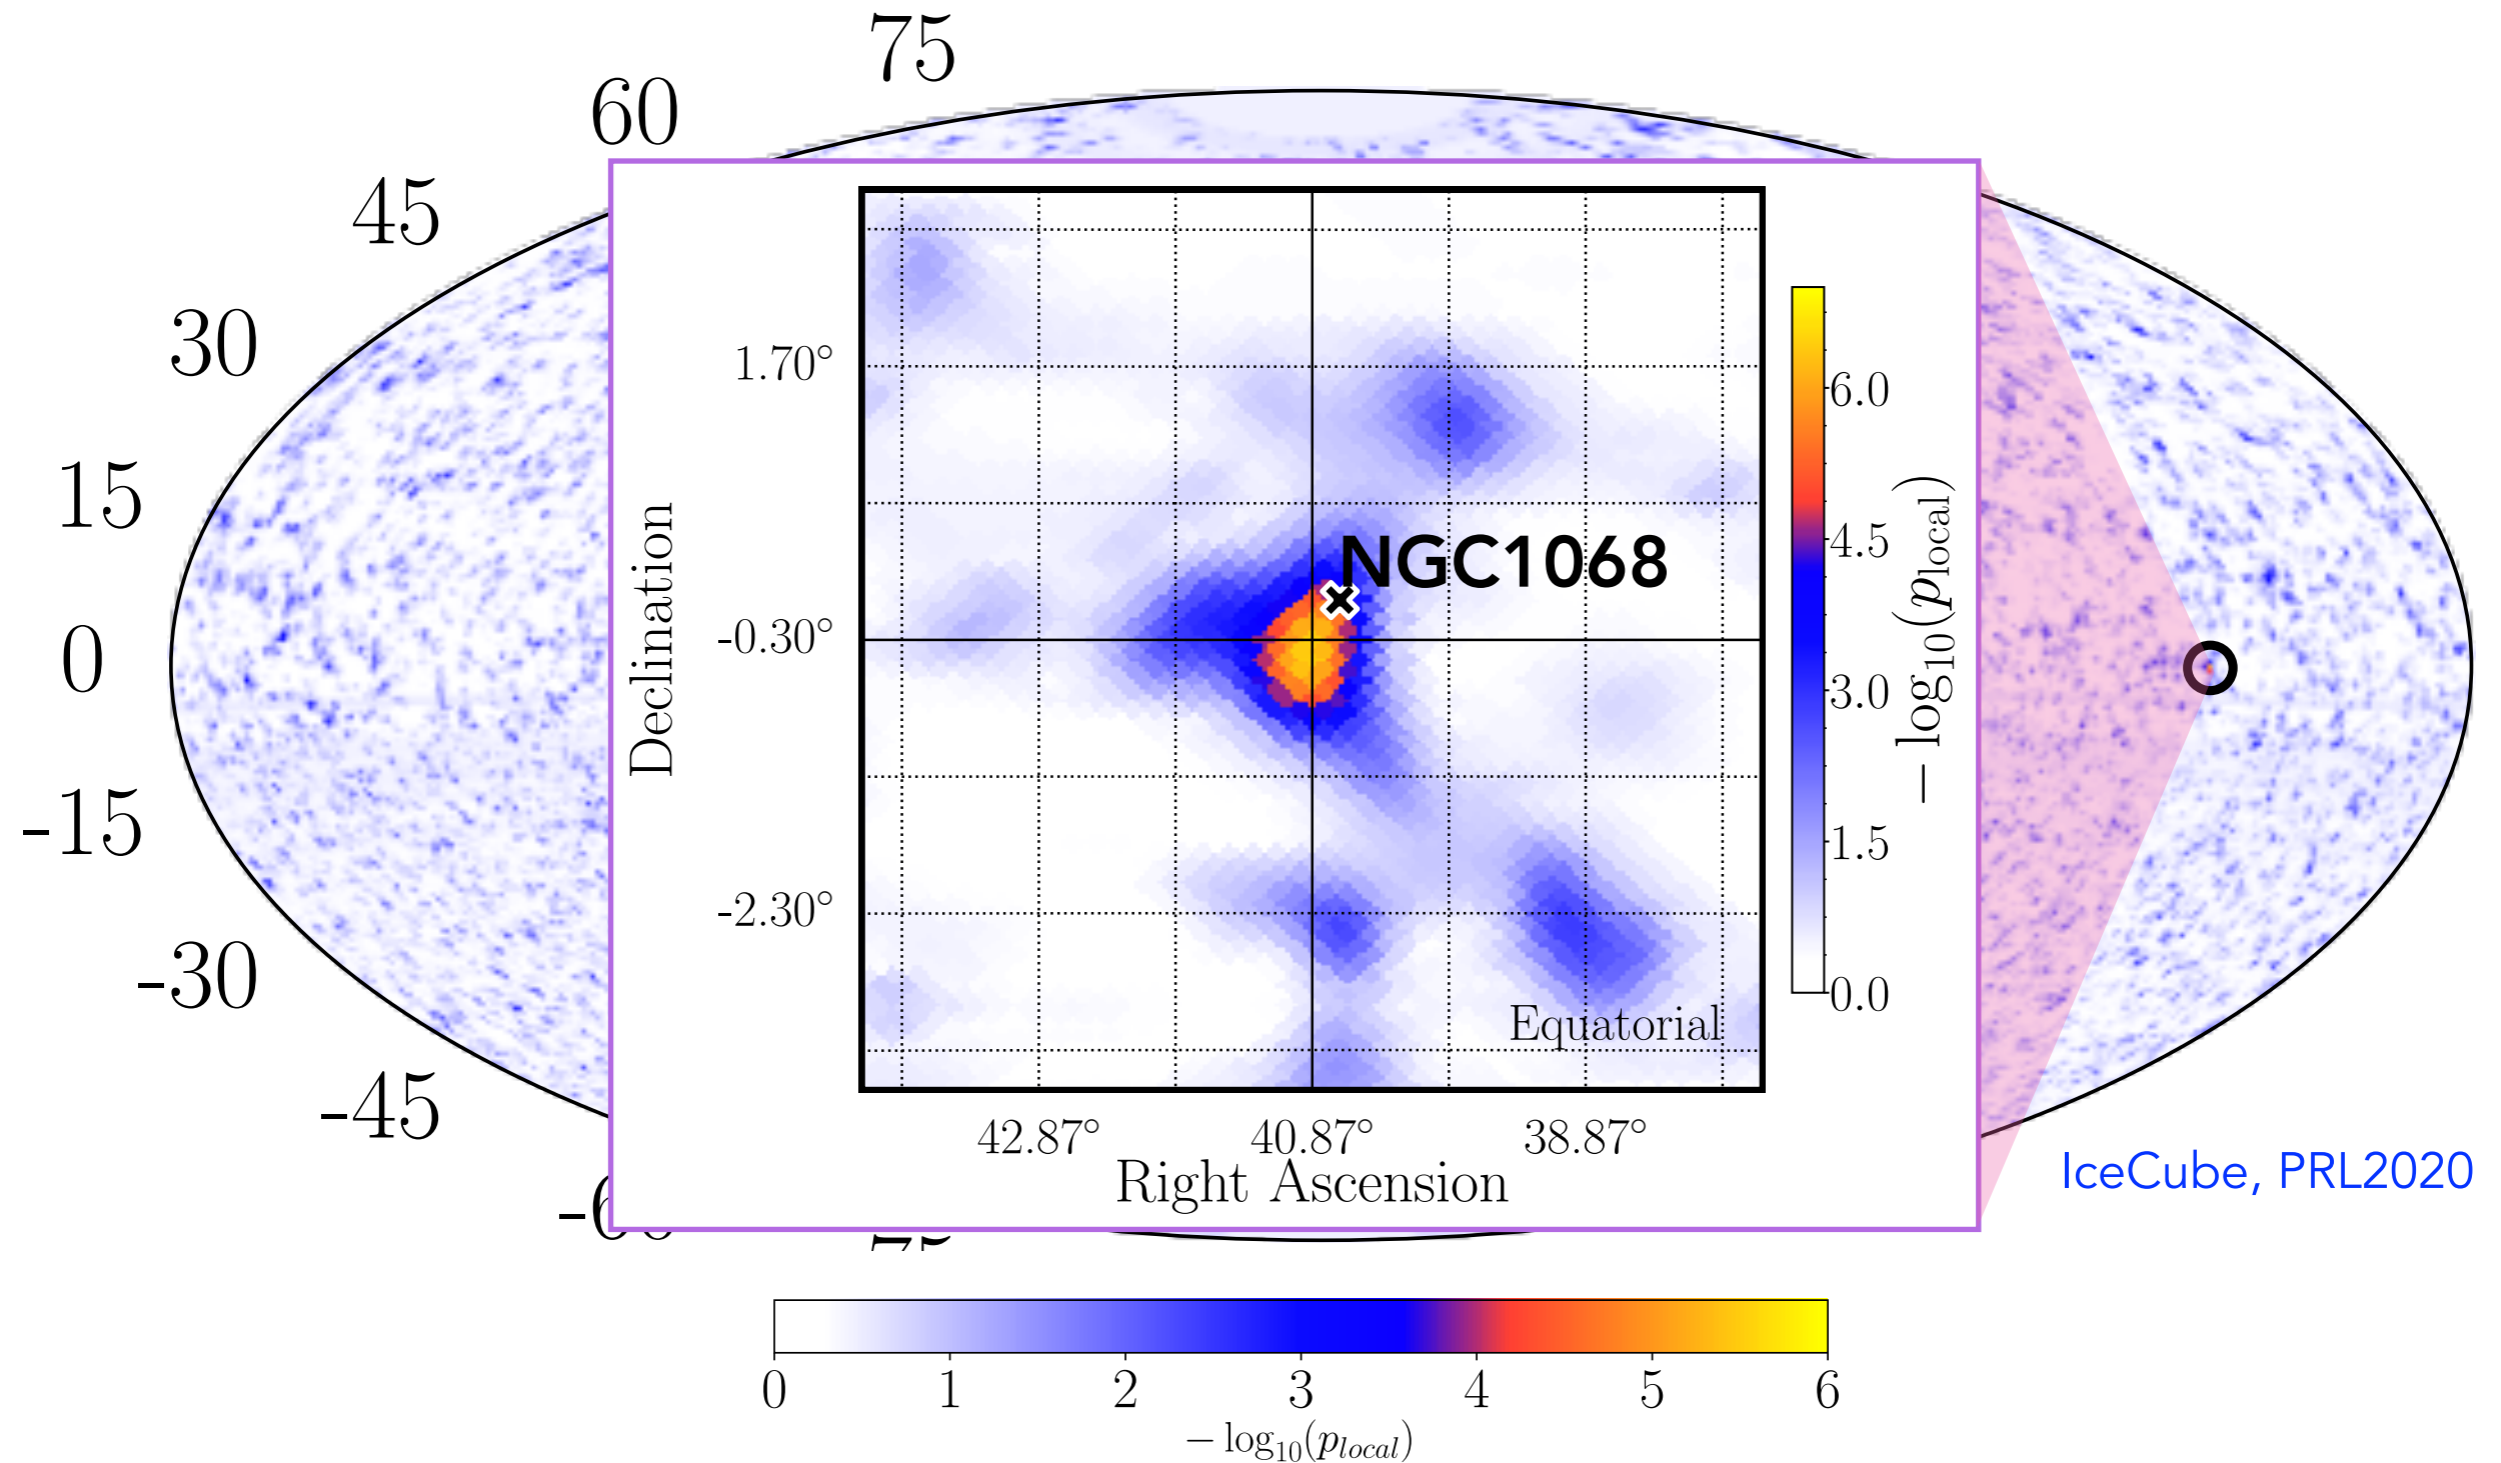 75
60
45
30
15
0
-15
-30
-45
1.70°
-0.30°
-2.30°
Declination
NGC1068
Equatorial
42.87° 40.87° 38.87°
Right Ascension
6.0
4.5
3.0
1.5
0.0
− log₁₀(p_local)
IceCube, PRL2020
0 1 2 3 4 5 6
− log₁₀(p_local)